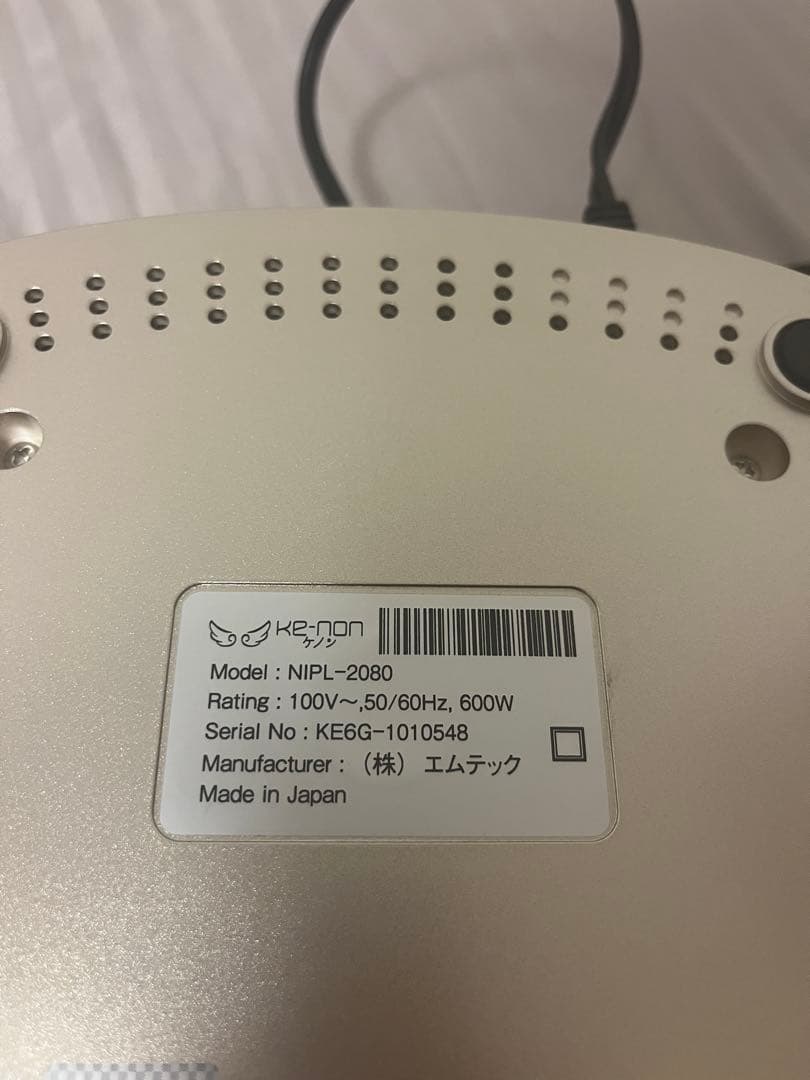 ke-non
ケノン
Model : NIPL-2080
Rating : 100V～,50/60Hz, 600W
Serial No : KE6G-1010548
Manufacturer : （株） エムテック
Made in Japan